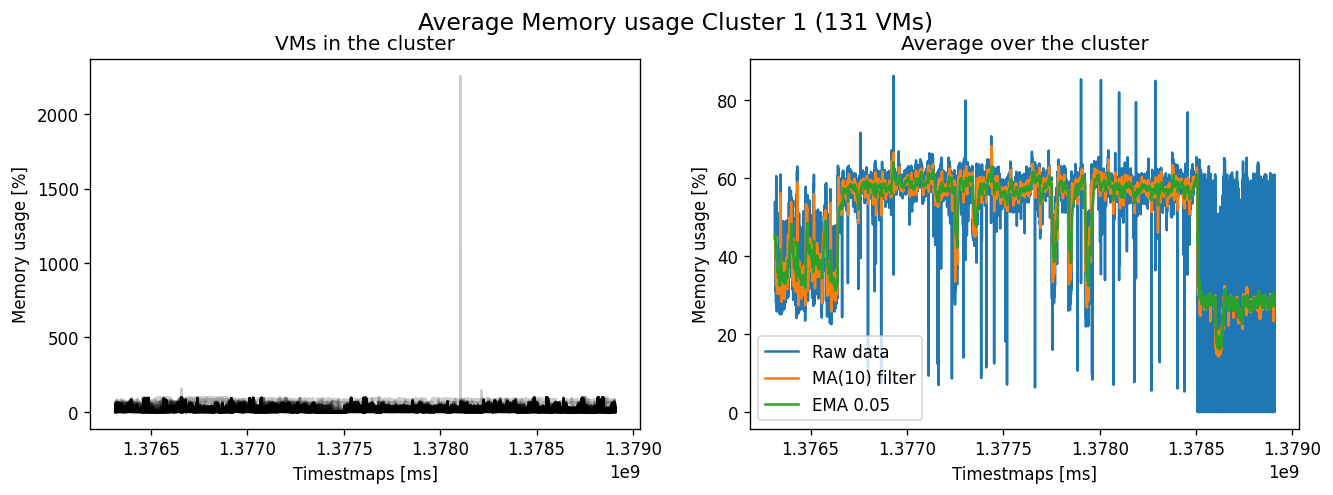 Average Memory usage Cluster 1 (131 VMs)
VMs in the cluster
Memory usage [%]
2000
1500
1000
500
0
1.3765 1.3770 1.3775 1.3780 1.3785 1.3790
1e9
Timestmaps [ms]
Average over the cluster
Memory usage [%]
80
60
40
20
0
Raw data
MA(10) filter
EMA 0.05
1.3765 1.3770 1.3775 1.3780 1.3785 1.3790
1e9
Timestmaps [ms]